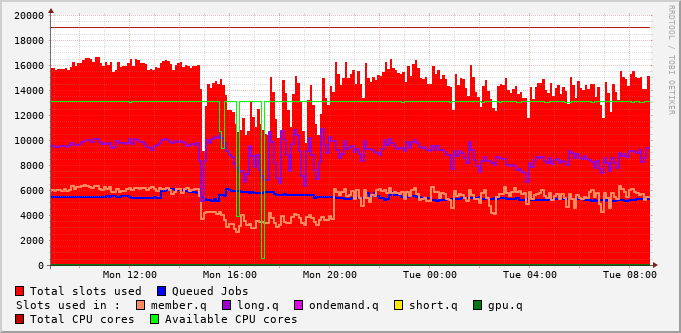 20000
18000
16000
14000
12000
10000
8000
6000
4000
2000
0
Mon 12:00 Mon 16:00 Mon 20:00 Tue 00:00 Tue 04:00 Tue 08:00
Total slots used Queued Jobs
Slots used in : member.q long.q ondemand.q short.q gpu.q
Total CPU cores Available CPU cores
RRDTOOL / TOBI OETIKER